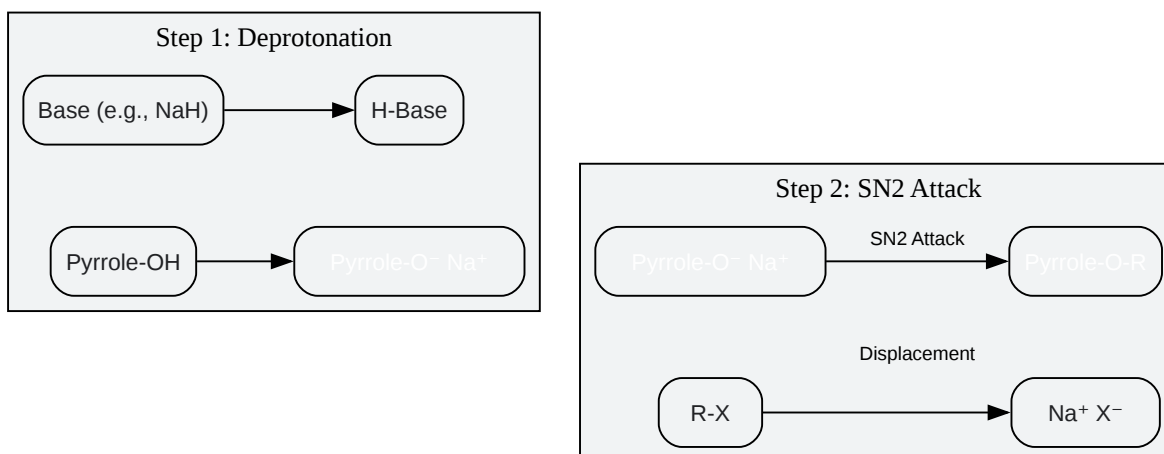 Step 1: Deprotonation
Base (e.g., NaH)
H-Base
Pyrrole-OH
Pyrrole-O⁻ Na⁺
Step 2: SN2 Attack
Pyrrole-O⁻ Na⁺
SN2 Attack
Pyrrole-O-R
Displacement
R-X
Na⁺ X⁻